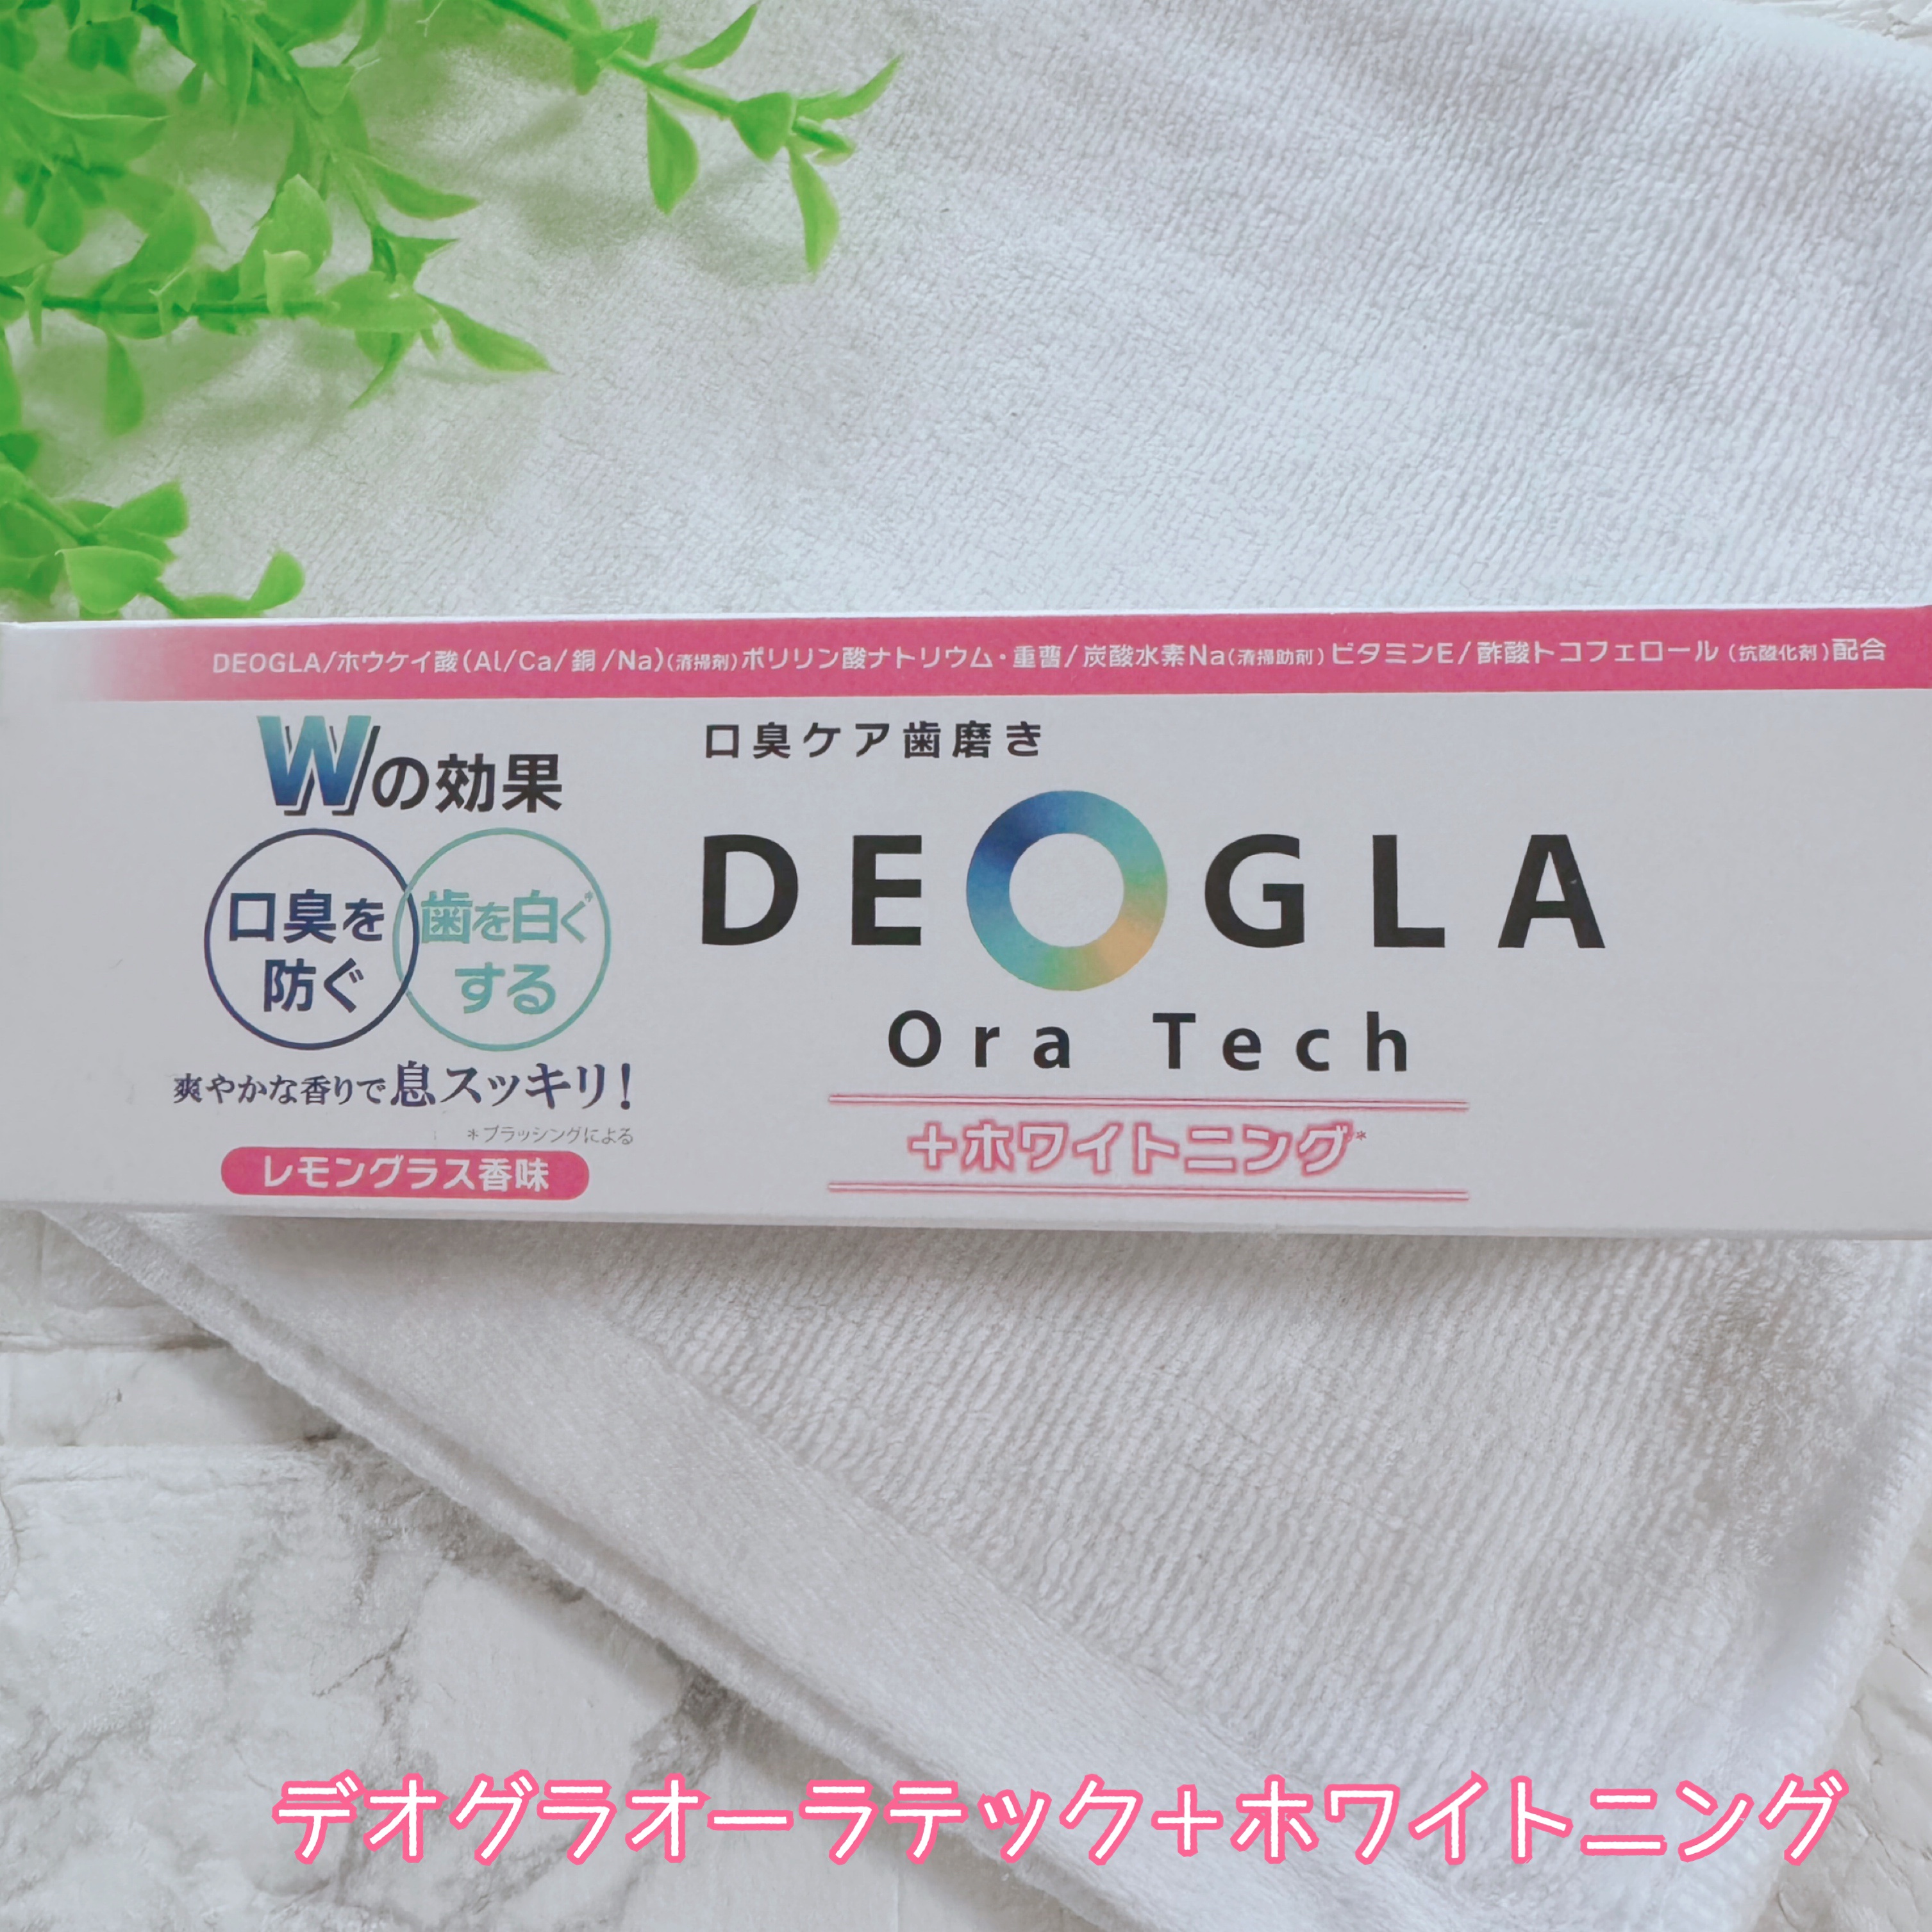 DEOGLA/ホウケイ酸(Al/Ca/銅/Na)(清掃剤)ポリリン酸ナトリウム・重曹/炭酸水素Na(清掃助剤)ビタミンE/酢酸トコフェロール(抗酸化剤)配合
Wの効果
口臭を
防ぐ
歯を白く*
する
爽やかな香りで息スッキリ!
*ブラッシングによる
レモングラス香味
口臭ケア歯磨き
DEOGLA
Ora Tech
+ホワイトニング*
デオグラオーラテック+ホワイトニング